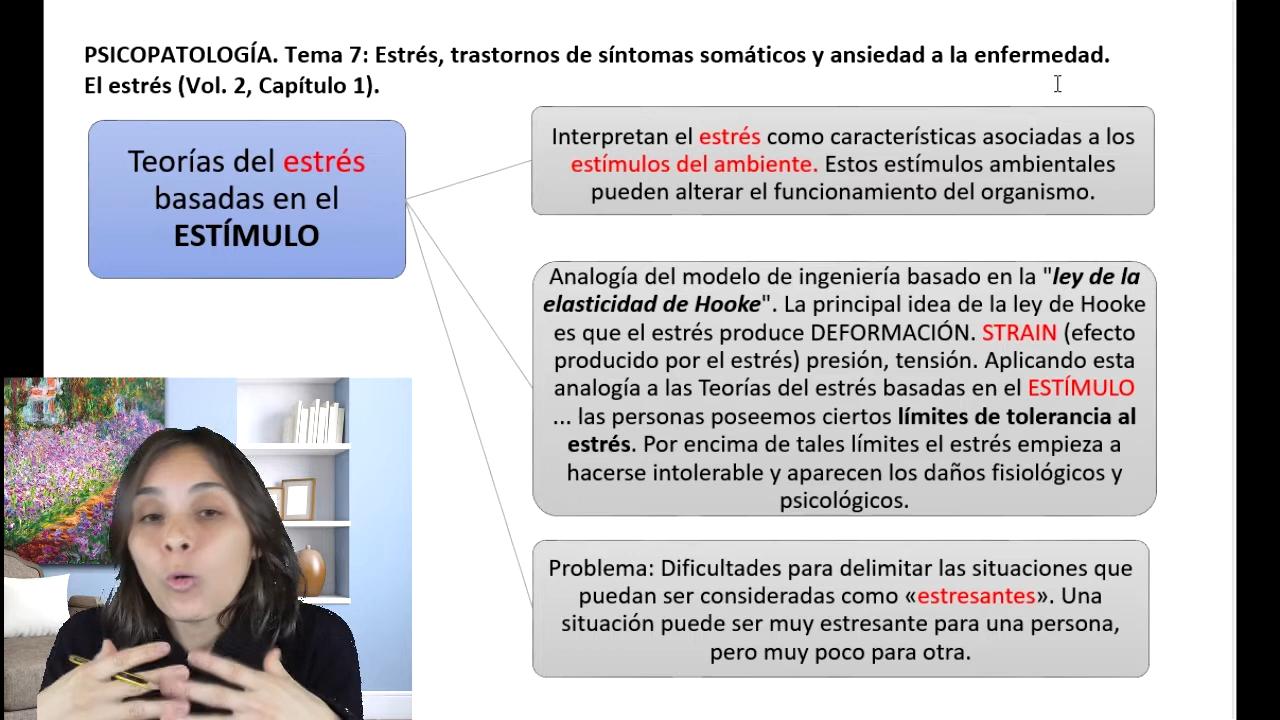 PSICOPATOLOGÍA. Tema 7: Estrés, trastornos de síntomas somáticos y ansiedad a la enfermedad.
El estrés (Vol. 2, Capítulo 1).
Teorías del estrés
basadas en el
ESTÍMULO
Interpretan el estrés como características asociadas a los
estímulos del ambiente. Estos estímulos ambientales
pueden alterar el funcionamiento del organismo.
Analogía del modelo de ingeniería basado en la "ley de la
elasticidad de Hooke". La principal idea de la ley de Hooke
es que el estrés produce DEFORMACIÓN. STRAIN (efecto
producido por el estrés) presión, tensión. Aplicando esta
analogía a las Teorías del estrés basadas en el ESTÍMULO
... las personas poseemos ciertos límites de tolerancia al
estrés. Por encima de tales límites el estrés empieza a
hacerse intolerable y aparecen los daños fisiológicos y
psicológicos.
Problema: Dificultades para delimitar las situaciones que
puedan ser consideradas como «estresantes». Una
situación puede ser muy estresante para una persona,
pero muy poco para otra.